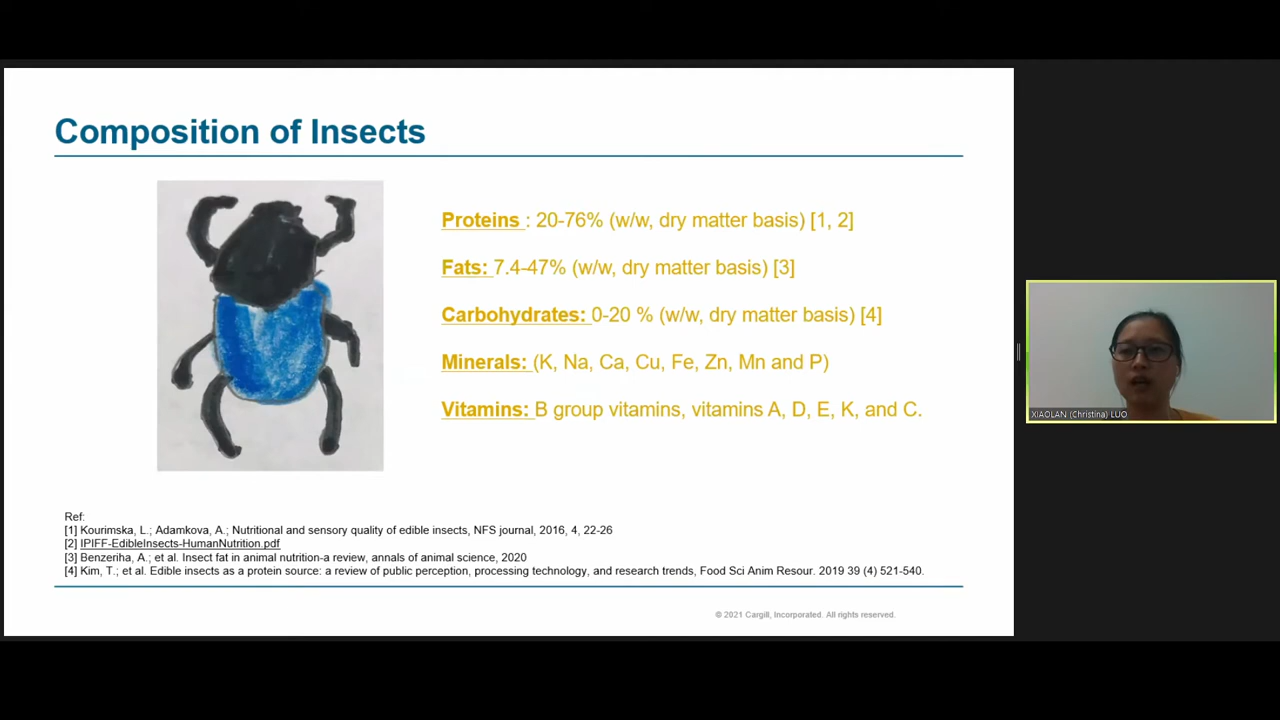 Composition of Insects
Proteins : 20-76% (w/w, dry matter basis) [1, 2]
Fats: 7.4-47% (w/w, dry matter basis) [3]
Carbohydrates: 0-20 % (w/w, dry matter basis) [4]
Minerals: (K, Na, Ca, Cu, Fe, Zn, Mn and P)
Vitamins: B group vitamins, vitamins A, D, E, K, and C.
Ref:
[1] Kourimska, L.; Adamkova, A.; Nutritional and sensory quality of edible insects, NFS journal, 2016, 4, 22-26
[2] IPIFF-EdibleInsects-HumanNutrition.pdf
[3] Benzeriha, A.; et al. Insect fat in animal nutrition-a review, annals of animal science, 2020
[4] Kim, T.; et al. Edible insects as a protein source: a review of public perception, processing technology, and research trends, Food Sci Anim Resour. 2019 39 (4) 521-540.
© 2021 Cargill, Incorporated. All rights reserved.
XIAOLAN (Christina) LUO